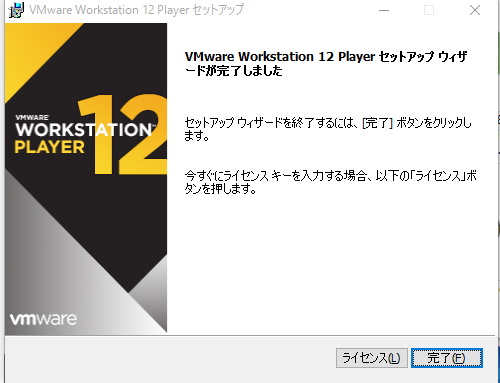 VMware Workstation 12 Player セットアップ
VMware Workstation 12 Player セットアップ ウィザ
ードが完了しました
セットアップ ウィザードを終了するには、[完了] ボタンをクリックし
ます。
今すぐにライセンス キーを入力する場合、以下の「ライセンス」ボ
タンを押します。
VMWARE
WORKSTATION
PLAYER
12
vmware
ライセンス(L)
完了(F)